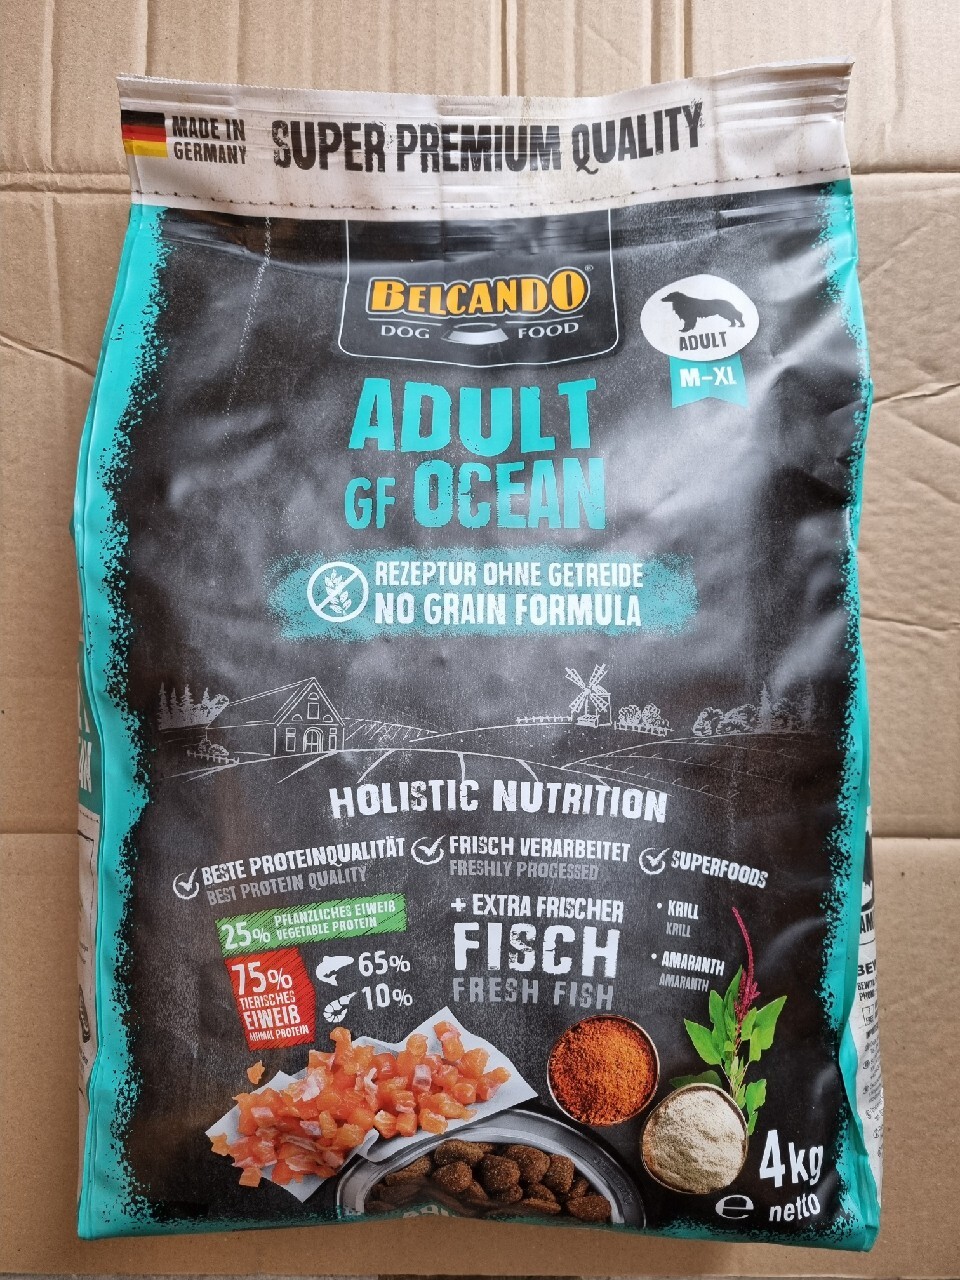 MADE IN
GERMANY
SUPER PREMIUM QUALITY
BELCANDO®
DOG FOOD
ADULT
M-XL
ADULT
GF OCEAN
REZEPTUR OHNE GETREIDE
NO GRAIN FORMULA
HOLISTIC NUTRITION
BESTE PROTEINQUALITÄT
BEST PROTEIN QUALITY
FRISCH VERARBEITET
FRESHLY PROCESSED
SUPERFOODS
25% PFLANZLICHES EIWEIß
VEGETABLE PROTEIN
75%
TIERISCHES
EIWEIß
ANIMAL PROTEIN
65%
10%
+ EXTRA FRISCHER
FISCH
FRESH FISH
• KRILL
KRILL
• AMARANTH
AMARANTH
4kg
e netto